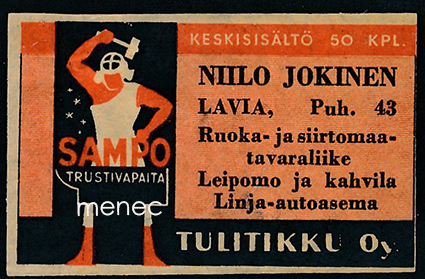 KESKISISÄLTÖ 50 KPL.
NIILO JOKINEN
LAVIA, Puh. 43
Ruoka- ja siirtomaa-
tavaraliike
Leipomo ja kahvila
Linja-autoasema
SAMPO
TRUSTIVAPAITA
menec
TULITIKKU Oy.